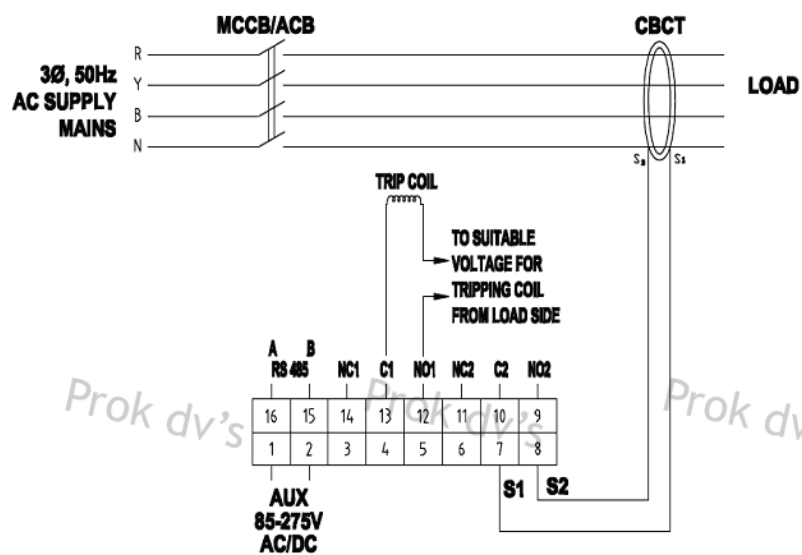 MCCB/ACB
CBCT
R
3Ø, 50Hz
AC SUPPLY
MAINS
Y
B
N
LOAD
S₂ S₁
TRIP COIL
TO SUITABLE
VOLTAGE FOR
TRIPPING COIL
FROM LOAD SIDE
A B
RS 485 NC1 C1 NO1 NC2 C2 NO2
16 15 14 13 12 11 10 9
1 2 3 4 5 6 7 8
Prok dv's Prok dv's Prok dv
S1 S2
AUX
85-275V
AC/DC